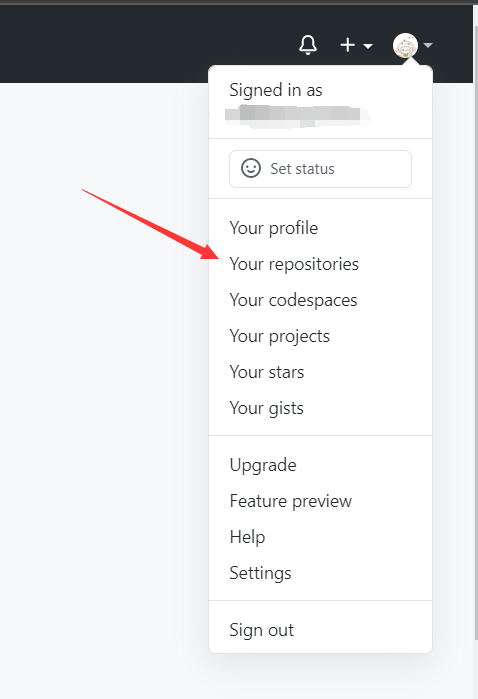 Signed in as
Set status
Your profile
Your repositories
Your codespaces
Your projects
Your stars
Your gists
Upgrade
Feature preview
Help
Settings
Sign out